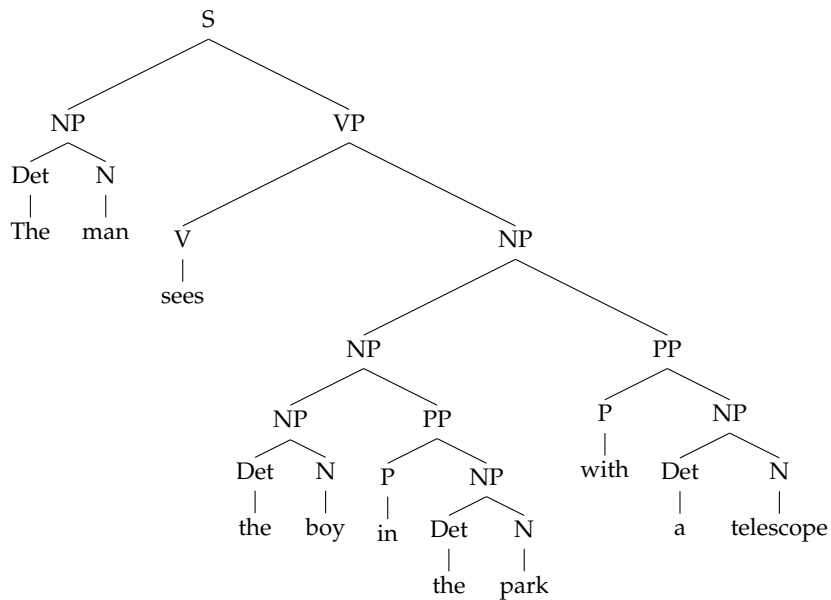 S
NP VP
Det N
The man V NP
sees
NP PP
NP PP P NP
Det N P NP with Det N
the boy in Det N a telescope
the park